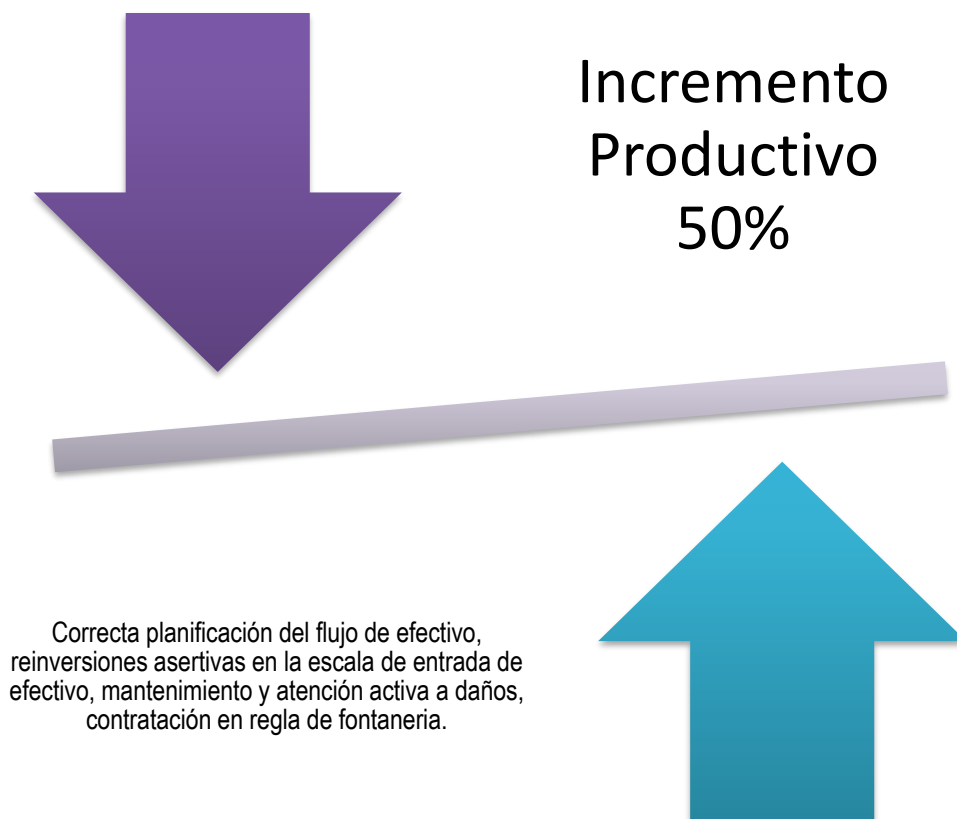 Incremento
Productivo
50%
Correcta planificación del flujo de efectivo,
reinversiones asertivas en la escala de entrada de
efectivo, mantenimiento y atención activa a daños,
contratación en regla de fontaneria.